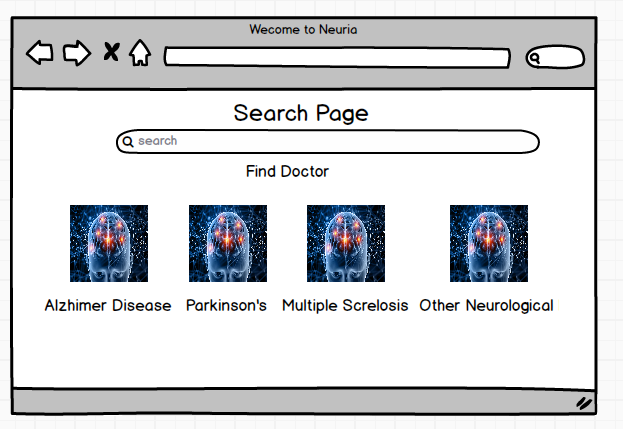 Wecome to Neuria
Search Page
search
Find Doctor
Alzhimer Disease
Parkinson's
Multiple Screlosis
Other Neurological